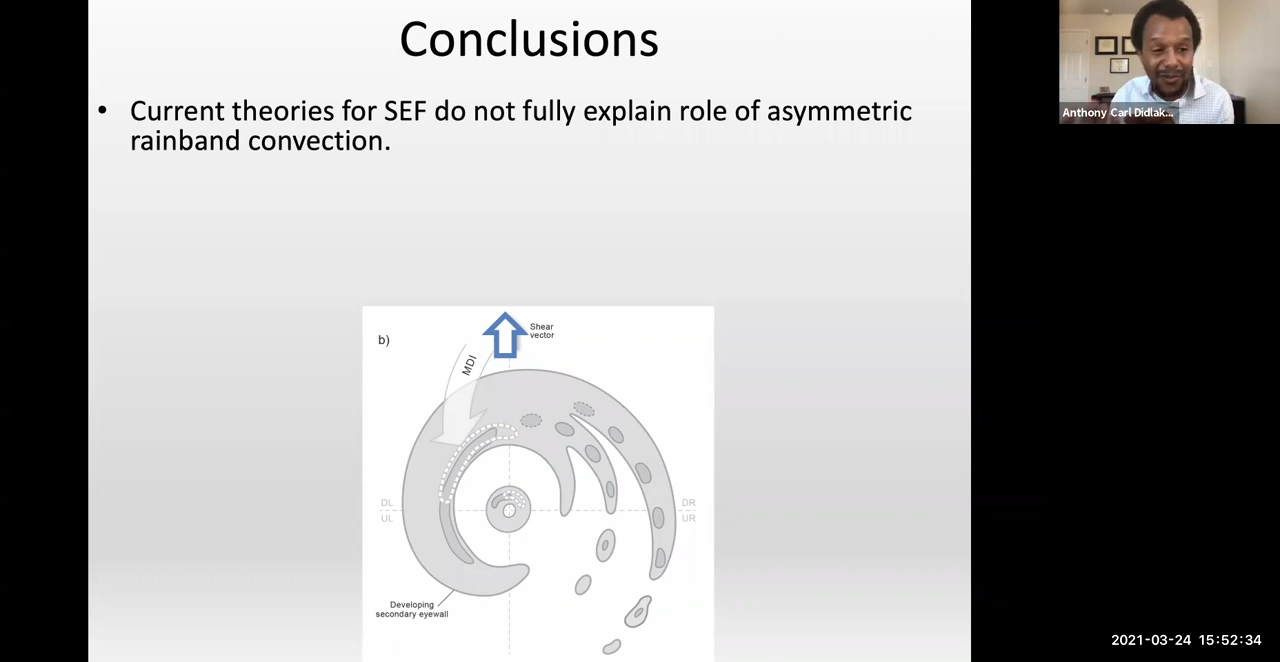 Conclusions
• Current theories for SEF do not fully explain role of asymmetric
rainband convection.
Anthony Carl Didlak...
b)
Shear
vector
MDI
DL
DR
UL
UR
Developing
secondary eyewall
2021-03-24 15:52:34